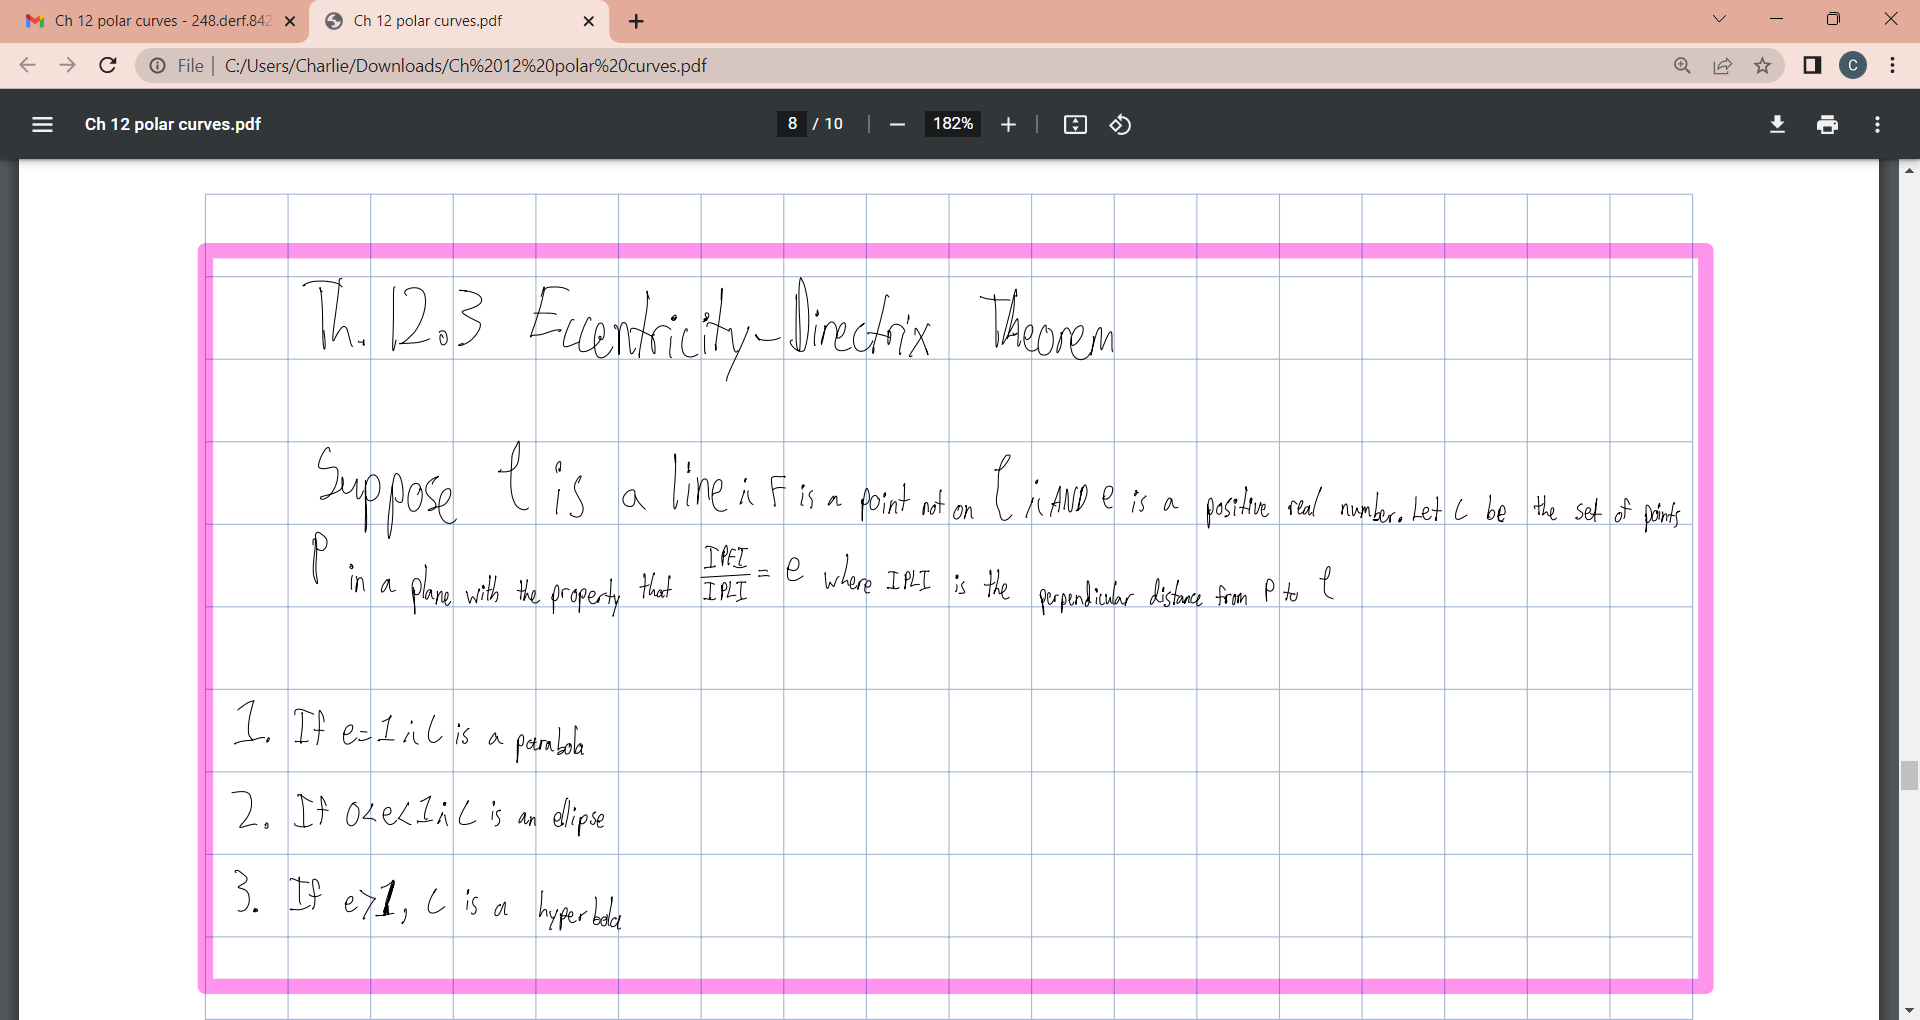 Ch 12 polar curves - 248.derf.842
Ch 12 polar curves.pdf
File | C:/Users/Charlie/Downloads/Ch%2012%20polar%20curves.pdf
C
Ch 12 polar curves.pdf
8 / 10
182%
Th. 12.3 Eccentricity-Directrix Theorem
Suppose ℓ is a line ; F is a point not on ℓ ; AND e is a positive real number. Let C be the set of points
P in a plane with the property that |PF|/|PL| = e where |PL| is the perpendicular distance from P to ℓ
1. If e=1 ; C is a parabola
2. If 0<e<1 ; C is an ellipse
3. If e>1, C is a hyperbola